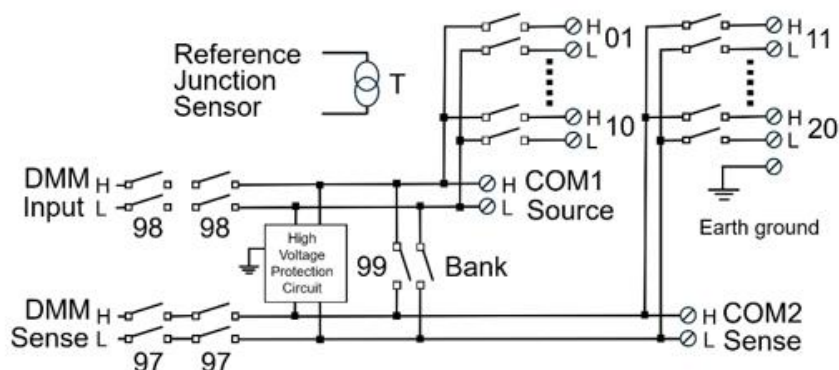 Reference
Junction
Sensor
T
H 01
L
H 10
L
H 11
L
H 20
L
Earth ground
DMM H
Input L
98 98
H COM1
L Source
High
Voltage
Protection
Circuit
99 Bank
DMM H
Sense L
97 97
H COM2
L Sense